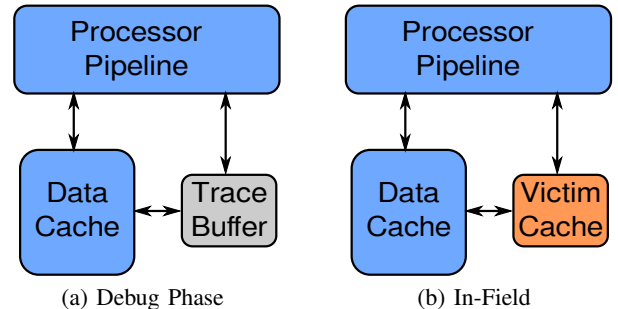 Processor
Pipeline
Data
Cache
Trace
Buffer
(a) Debug Phase
Processor
Pipeline
Data
Cache
Victim
Cache
(b) In-Field